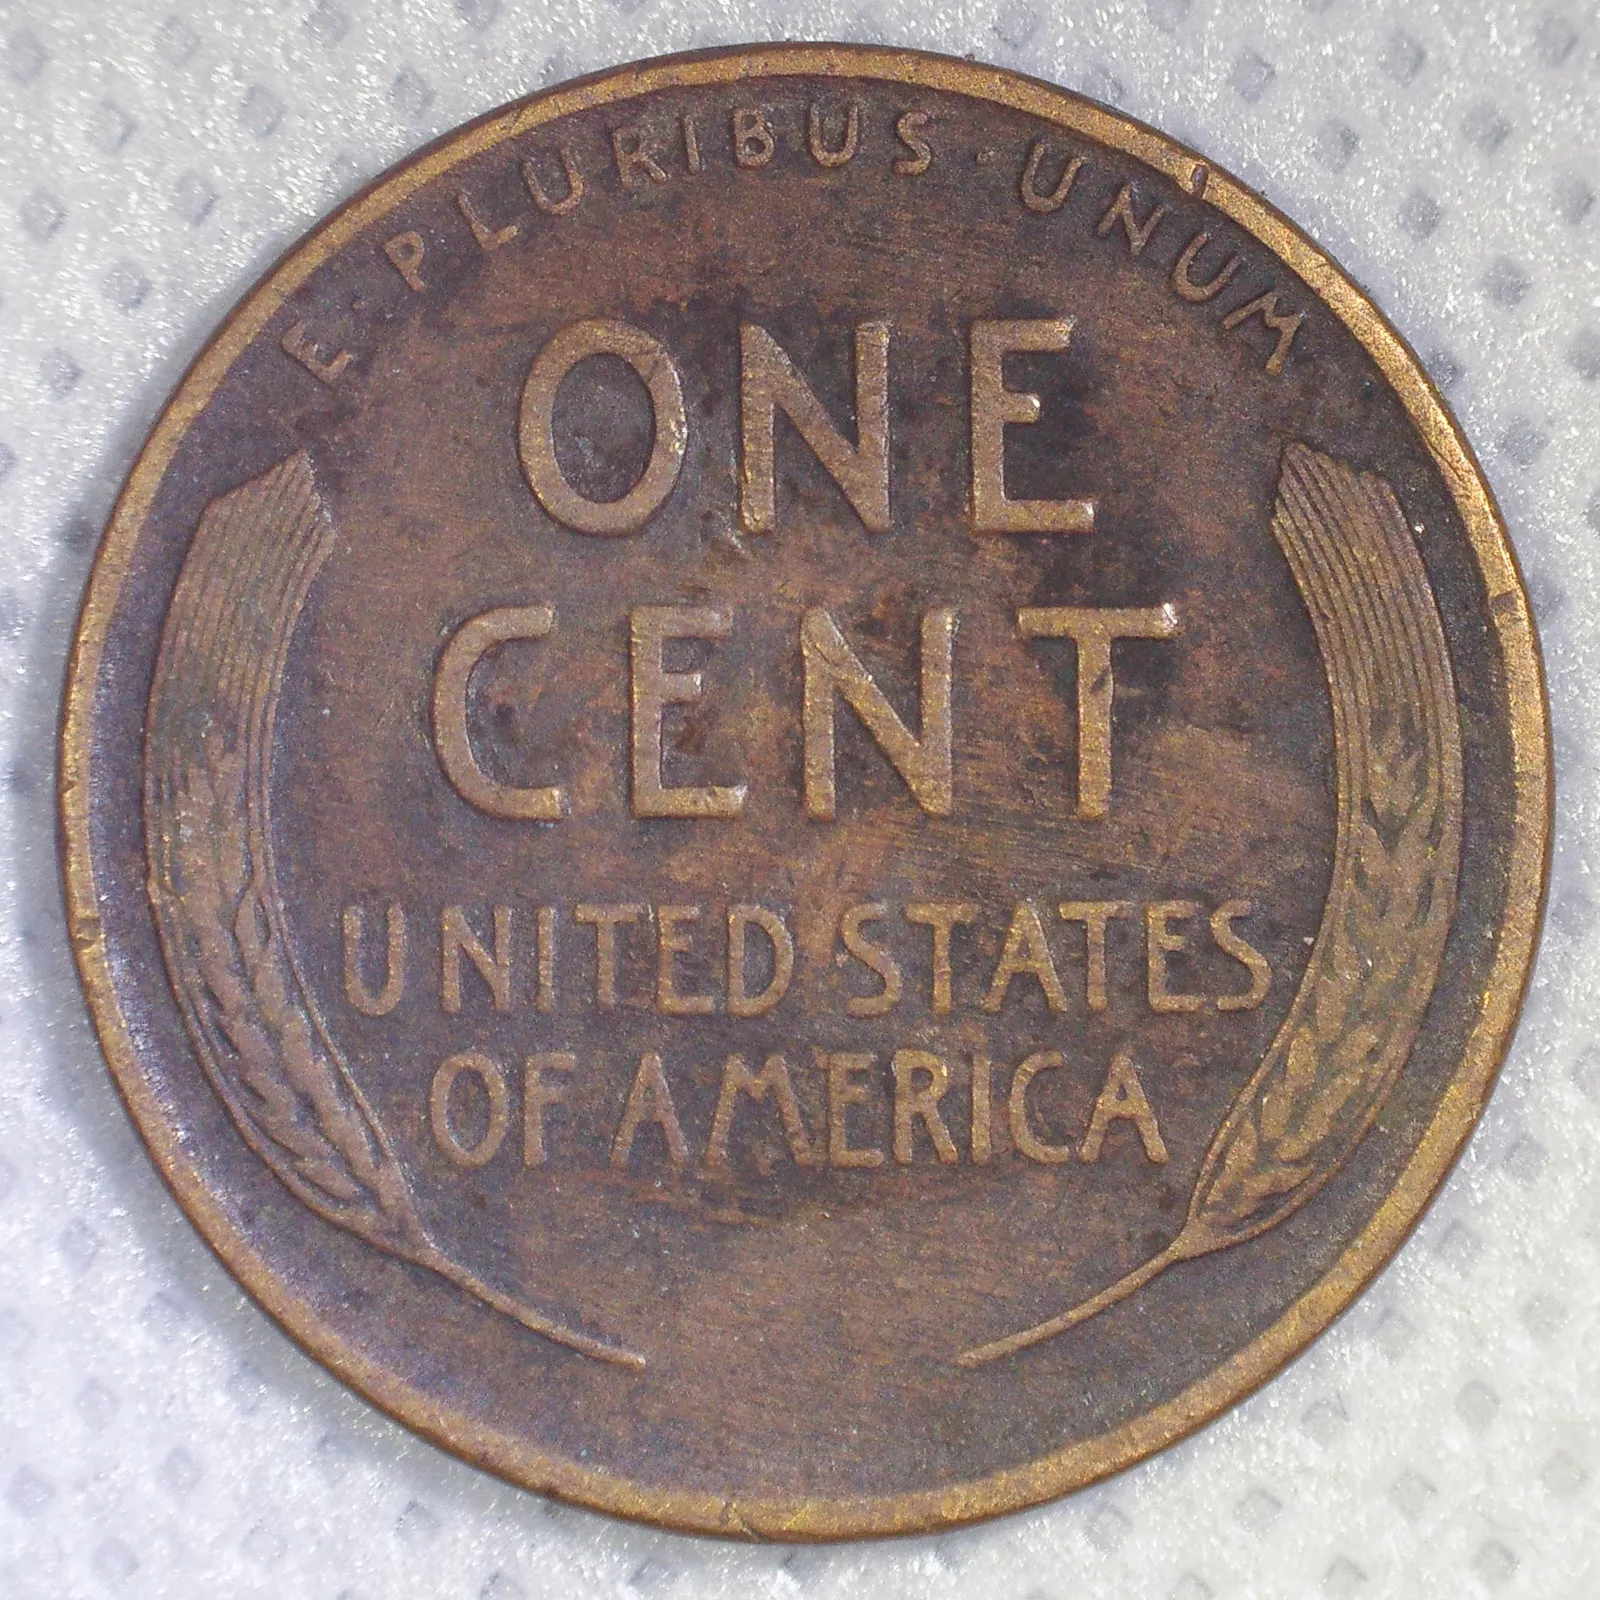 E·PLURIBUS·UNUM
ONE
CENT
UNITED STATES
OF AMERICA